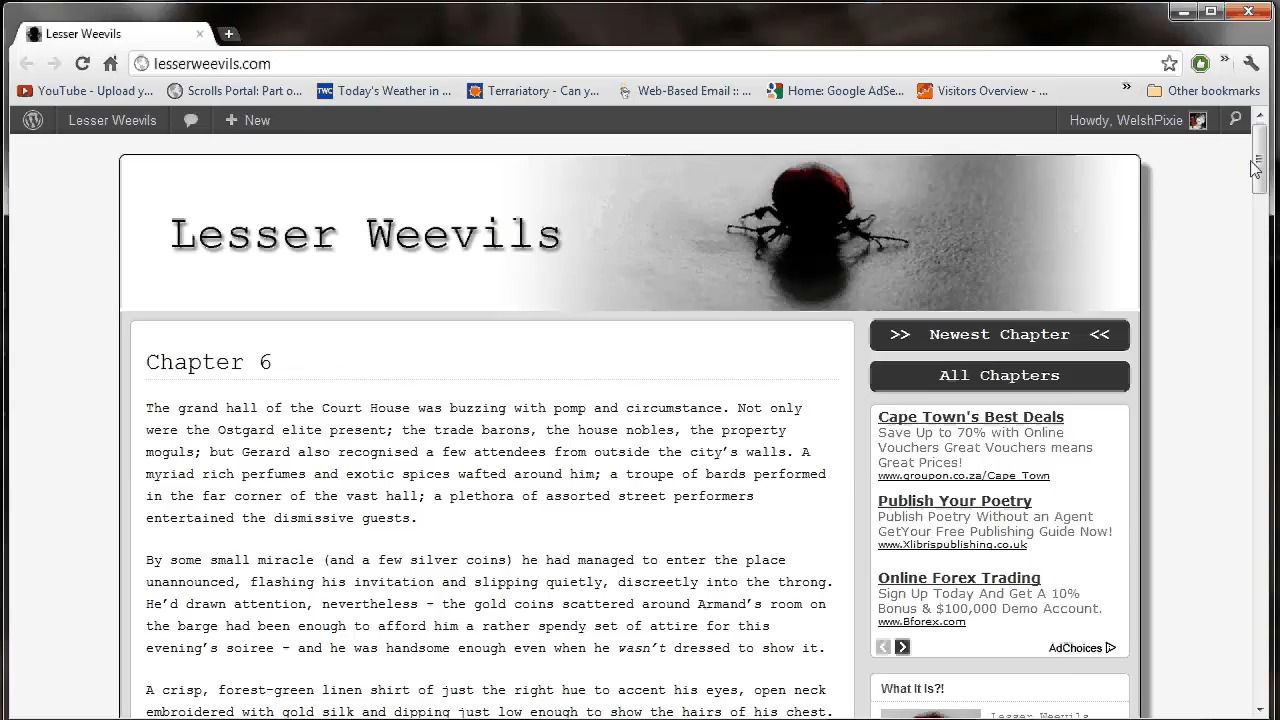 Lesser Weevils
lesserweevils.com
YouTube - Upload y...
Scrolls Portal: Part o...
TWC
Today's Weather in ...
Terraniatory - Can y...
Web-Based Email :: ...
Home: Google AdSe...
Visitors Overview - ...
Other bookmarks
Lesser Weevils
New
Howdy, WelshPixie
Lesser Weevils
>> Newest Chapter <<
All Chapters
Chapter 6
The grand hall of the Court House was buzzing with pomp and circumstance. Not only
were the Ostgard elite present; the trade barons, the house nobles, the property
moguls; but Gerard also recognised a few attendees from outside the city's walls. A
myriad rich perfumes and exotic spices wafted around him; a troupe of bards performed
in the far corner of the vast hall; a plethora of assorted street performers
entertained the dismissive guests.
By some small miracle (and a few silver coins) he had managed to enter the place
unannounced, flashing his invitation and slipping quietly, discreetly into the throng.
He'd drawn attention, nevertheless – the gold coins scattered around Armand's room on
the barge had been enough to afford him a rather spendy set of attire for this
evening's soiree – and he was handsome enough even when he wasn't dressed to show it.
A crisp, forest-green linen shirt of just the right hue to accent his eyes, open neck
embroidered with gold silk and dipping just low enough to show the hairs of his chest.
Cape Town's Best Deals
Save Up to 70% with Online
Vouchers Great Vouchers means
Great Prices!
www.groupon.co.za/Cape_Town
Publish Your Poetry
Publish Poetry Without an Agent
GetYour Free Publishing Guide Now!
www.Xlibrispublishing.co.uk
Online Forex Trading
Sign Up Today And Get A 10%
Bonus & $100,000 Demo Account.
www.Bforex.com
AdChoices
What It Is?!
Lesser Weevils